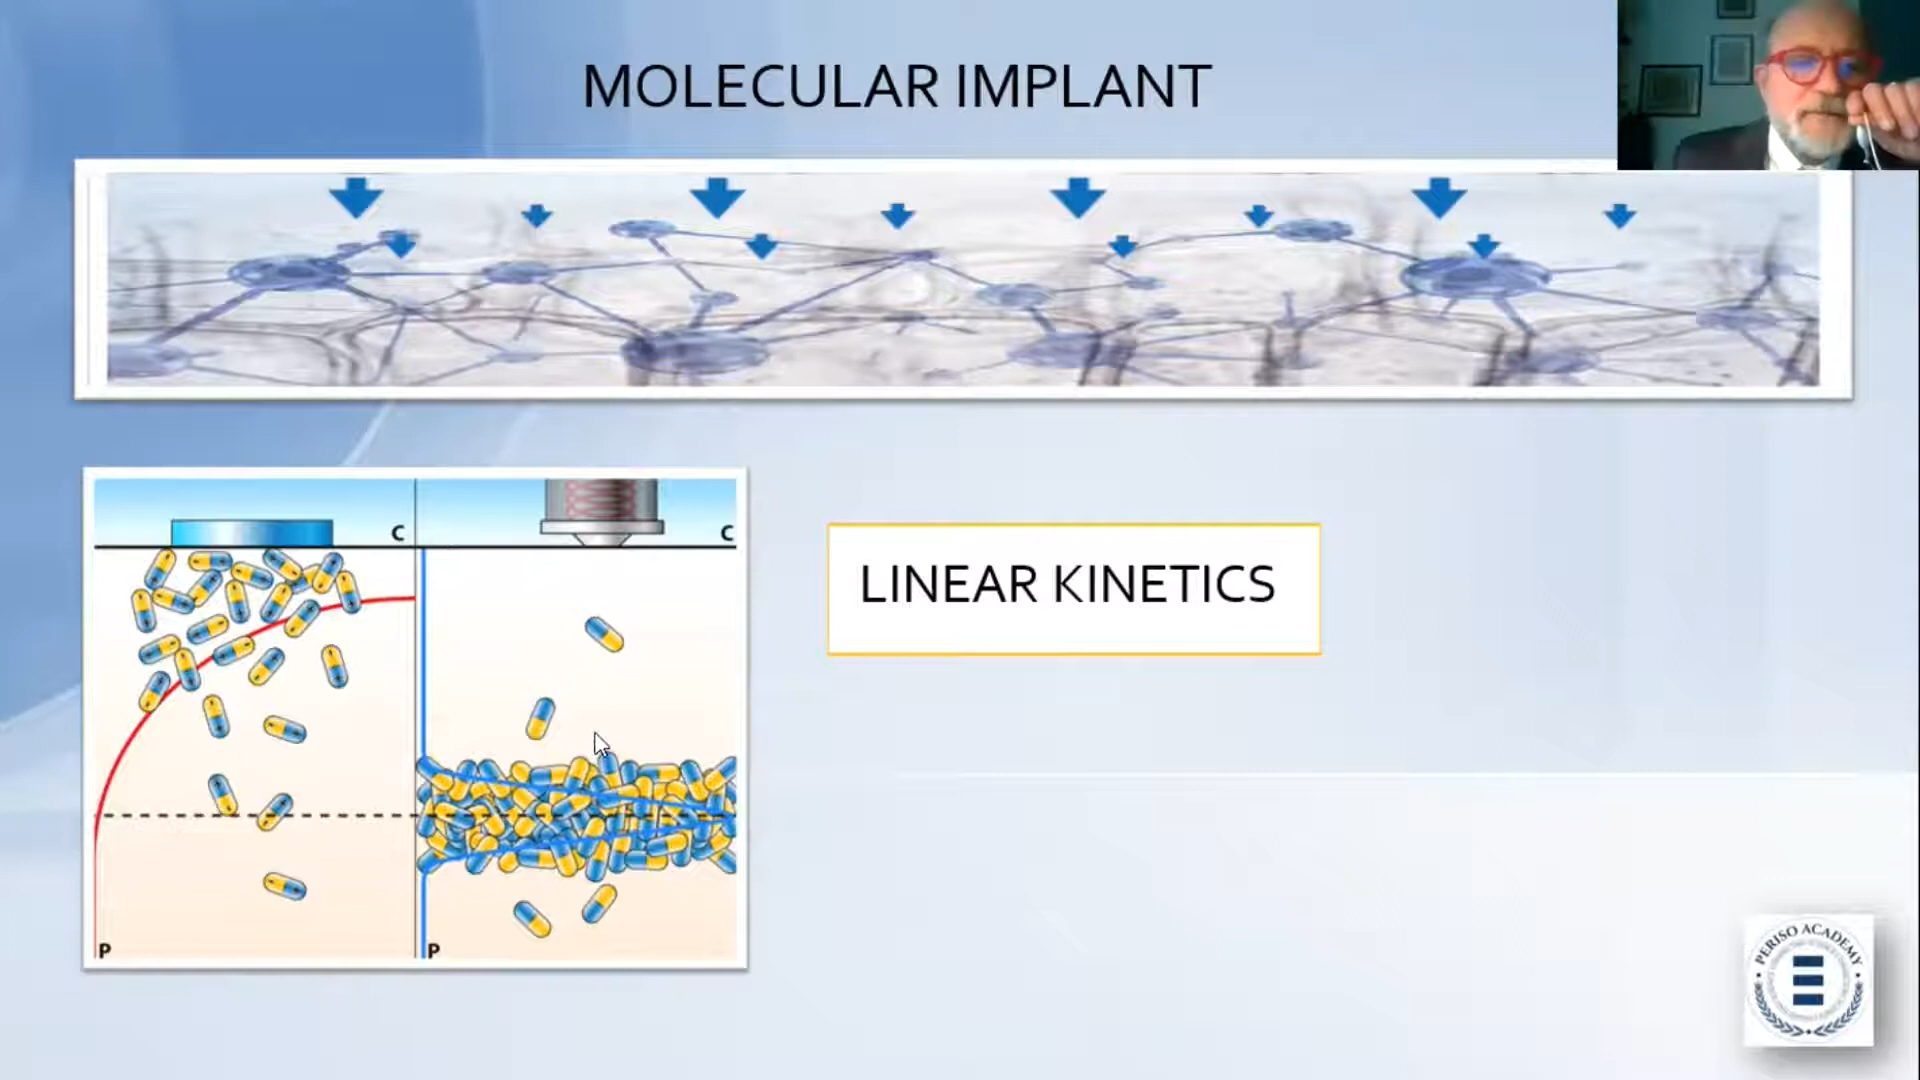 MOLECULAR IMPLANT
C
C
LINEAR KINETICS
P
P
PERISO ACADEMY